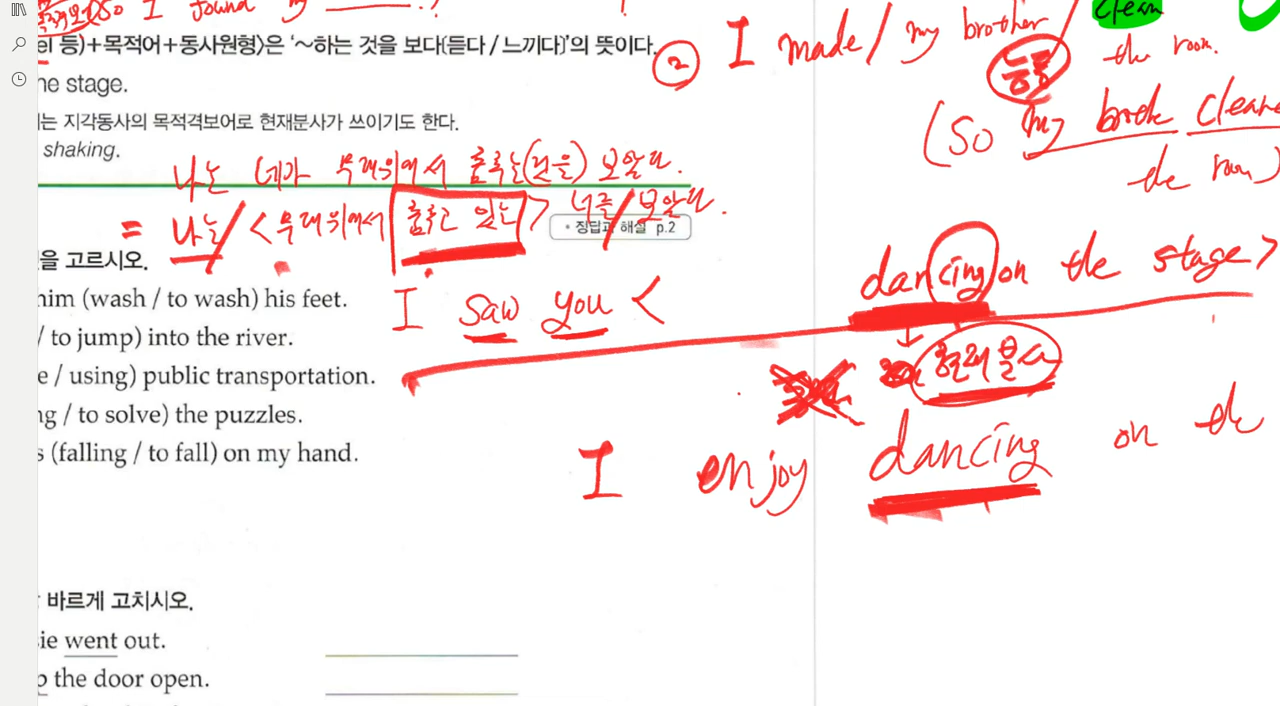 (So I found my
el 등)+목적어+동사원형〉은 '~하는 것을 보다(듣다/느끼다)'의 뜻이다.
② I made / my brother clean
the room.
능동
ne stage.
(So my broth cleane
the room)
는 지각동사의 목적격보어로 현재분사가 쓰이기도 한다.
shaking.
나는 네가 무대위에서 춤추는(것을) 보았다.
= 나는 / < 무대위에서 춤추고 있는 > 너를 / 보았다.
• 정답과 해설 p.2
을 고르시오.
him (wash / to wash) his feet.
I saw you < dancing on the stage >
/ to jump) into the river.
현재분사
e / using) public transportation.
ng / to solve) the puzzles.
s (falling / to fall) on my hand.
I enjoy dancing on the
바르게 고치시오.
ie went out.
p the door open.